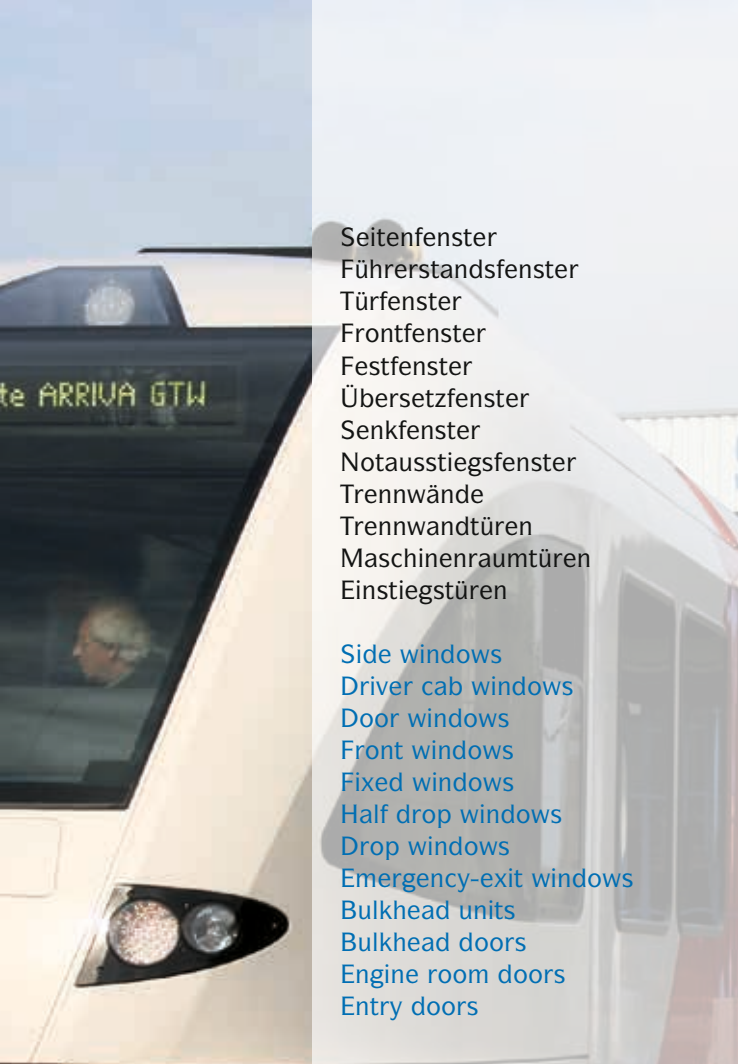 te ARRIVA GTW
Seitenfenster
Führerstandsfenster
Türfenster
Frontfenster
Festfenster
Übersetzfenster
Senkfenster
Notausstiegsfenster
Trennwände
Trennwandtüren
Maschinenraumtüren
Einstiegstüren
Side windows
Driver cab windows
Door windows
Front windows
Fixed windows
Half drop windows
Drop windows
Emergency-exit windows
Bulkhead units
Bulkhead doors
Engine room doors
Entry doors